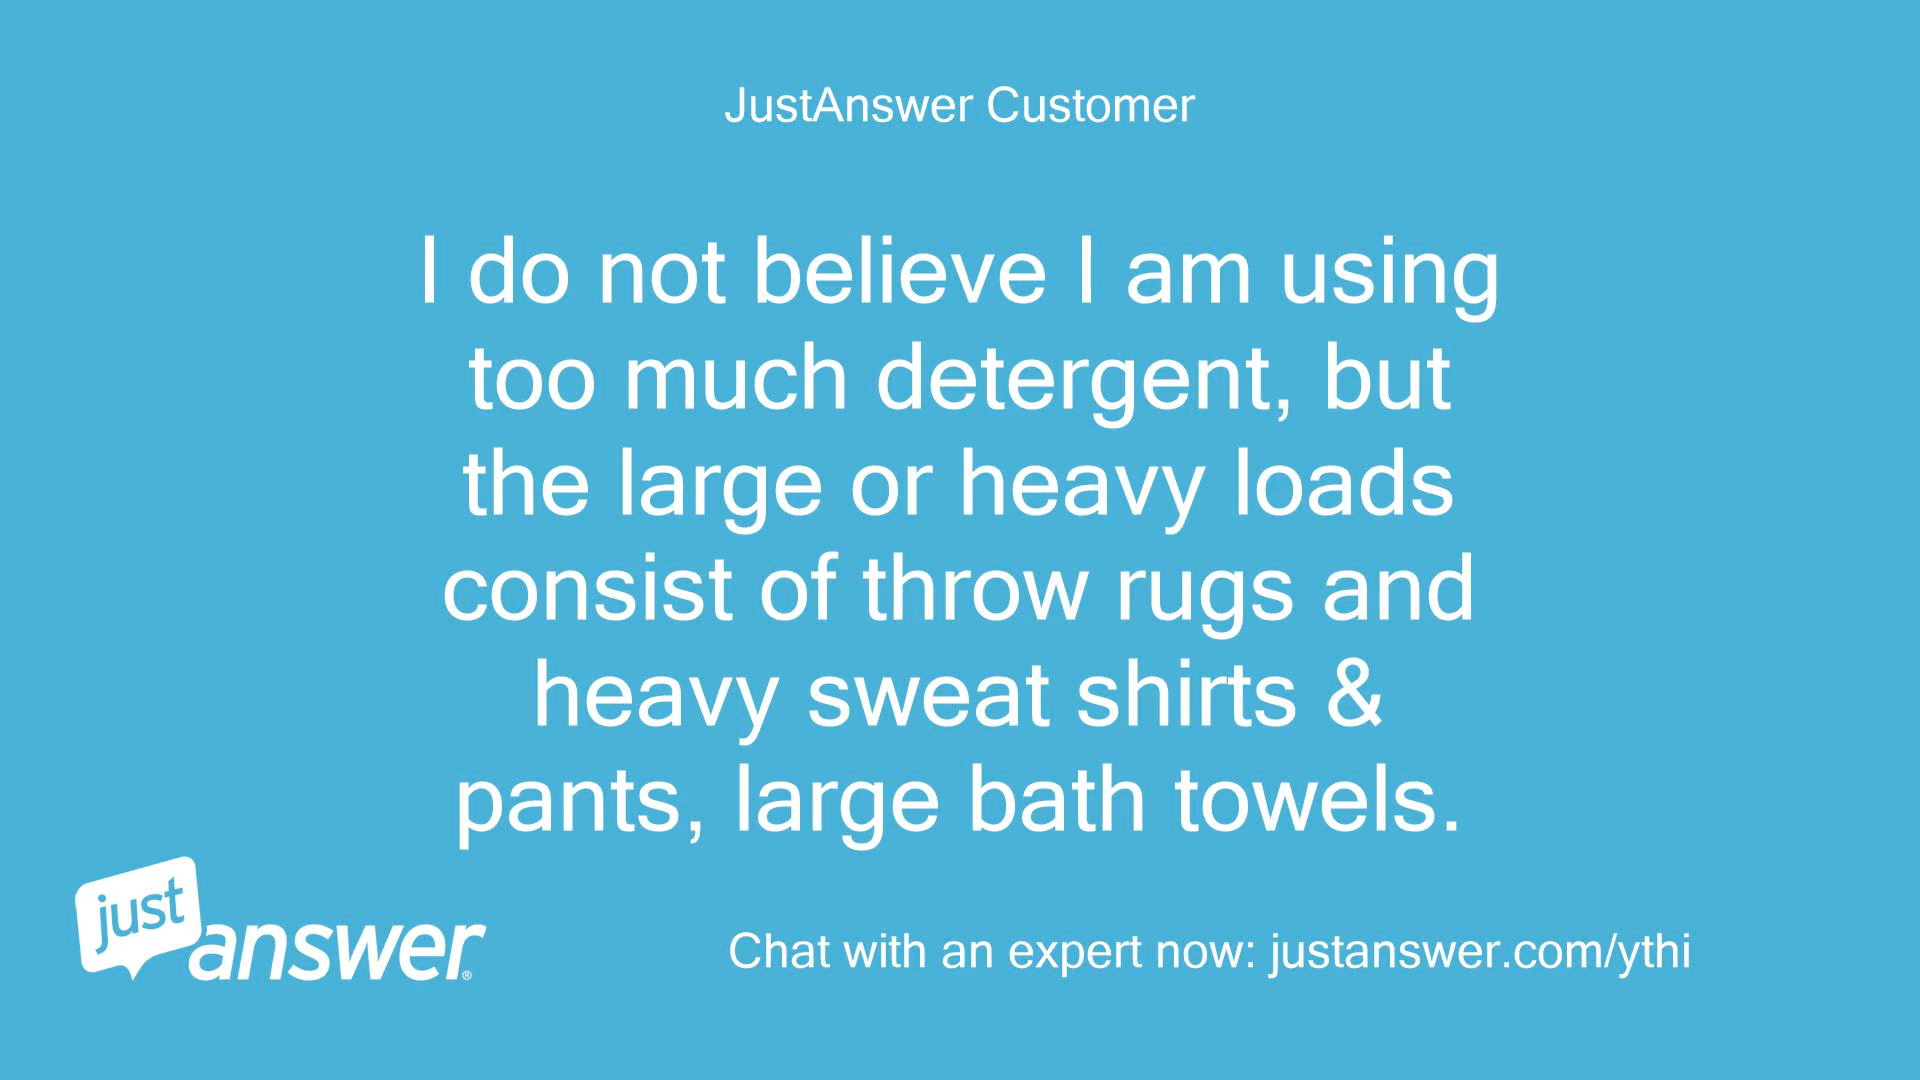 JustAnswer Customer
I do not believe I am using
too much detergent, but
the large or heavy loads
consist of throw rugs and
heavy sweat shirts &
pants, large bath towels.
just
answer®
Chat with an expert now: justanswer.com/ythi